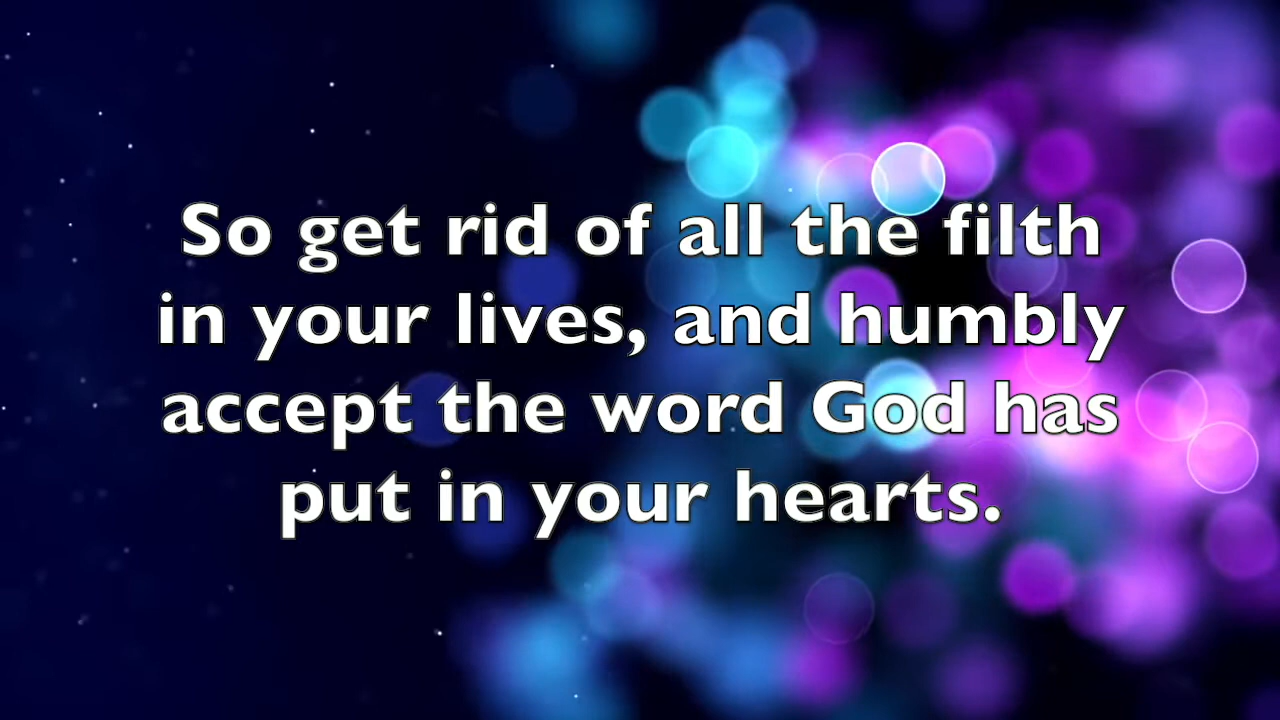 So get rid of all the filth
in your lives, and humbly
accept the word God has
put in your hearts.